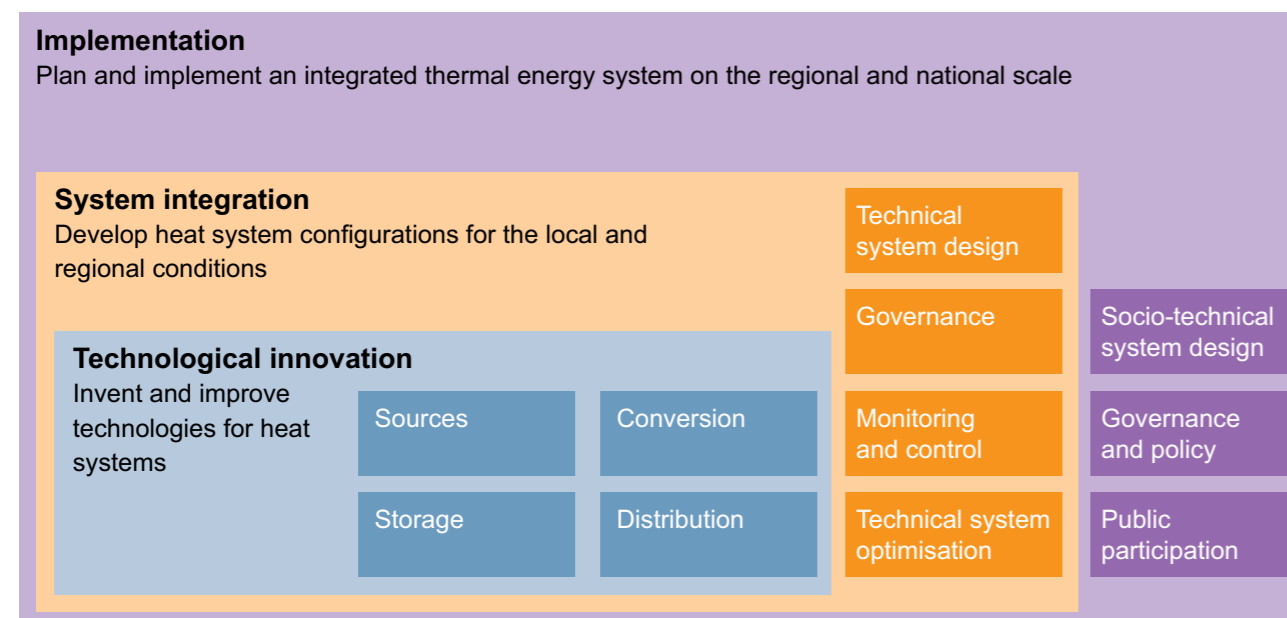 Implementation
Plan and implement an integrated thermal energy system on the regional and national scale
System integration
Develop heat system configurations for the local and
regional conditions
Technological innovation
Invent and improve
technologies for heat
systems
Sources
Conversion
Storage
Distribution
Technical
system design
Governance
Monitoring
and control
Technical system
optimisation
Socio-technical
system design
Governance
and policy
Public
participation